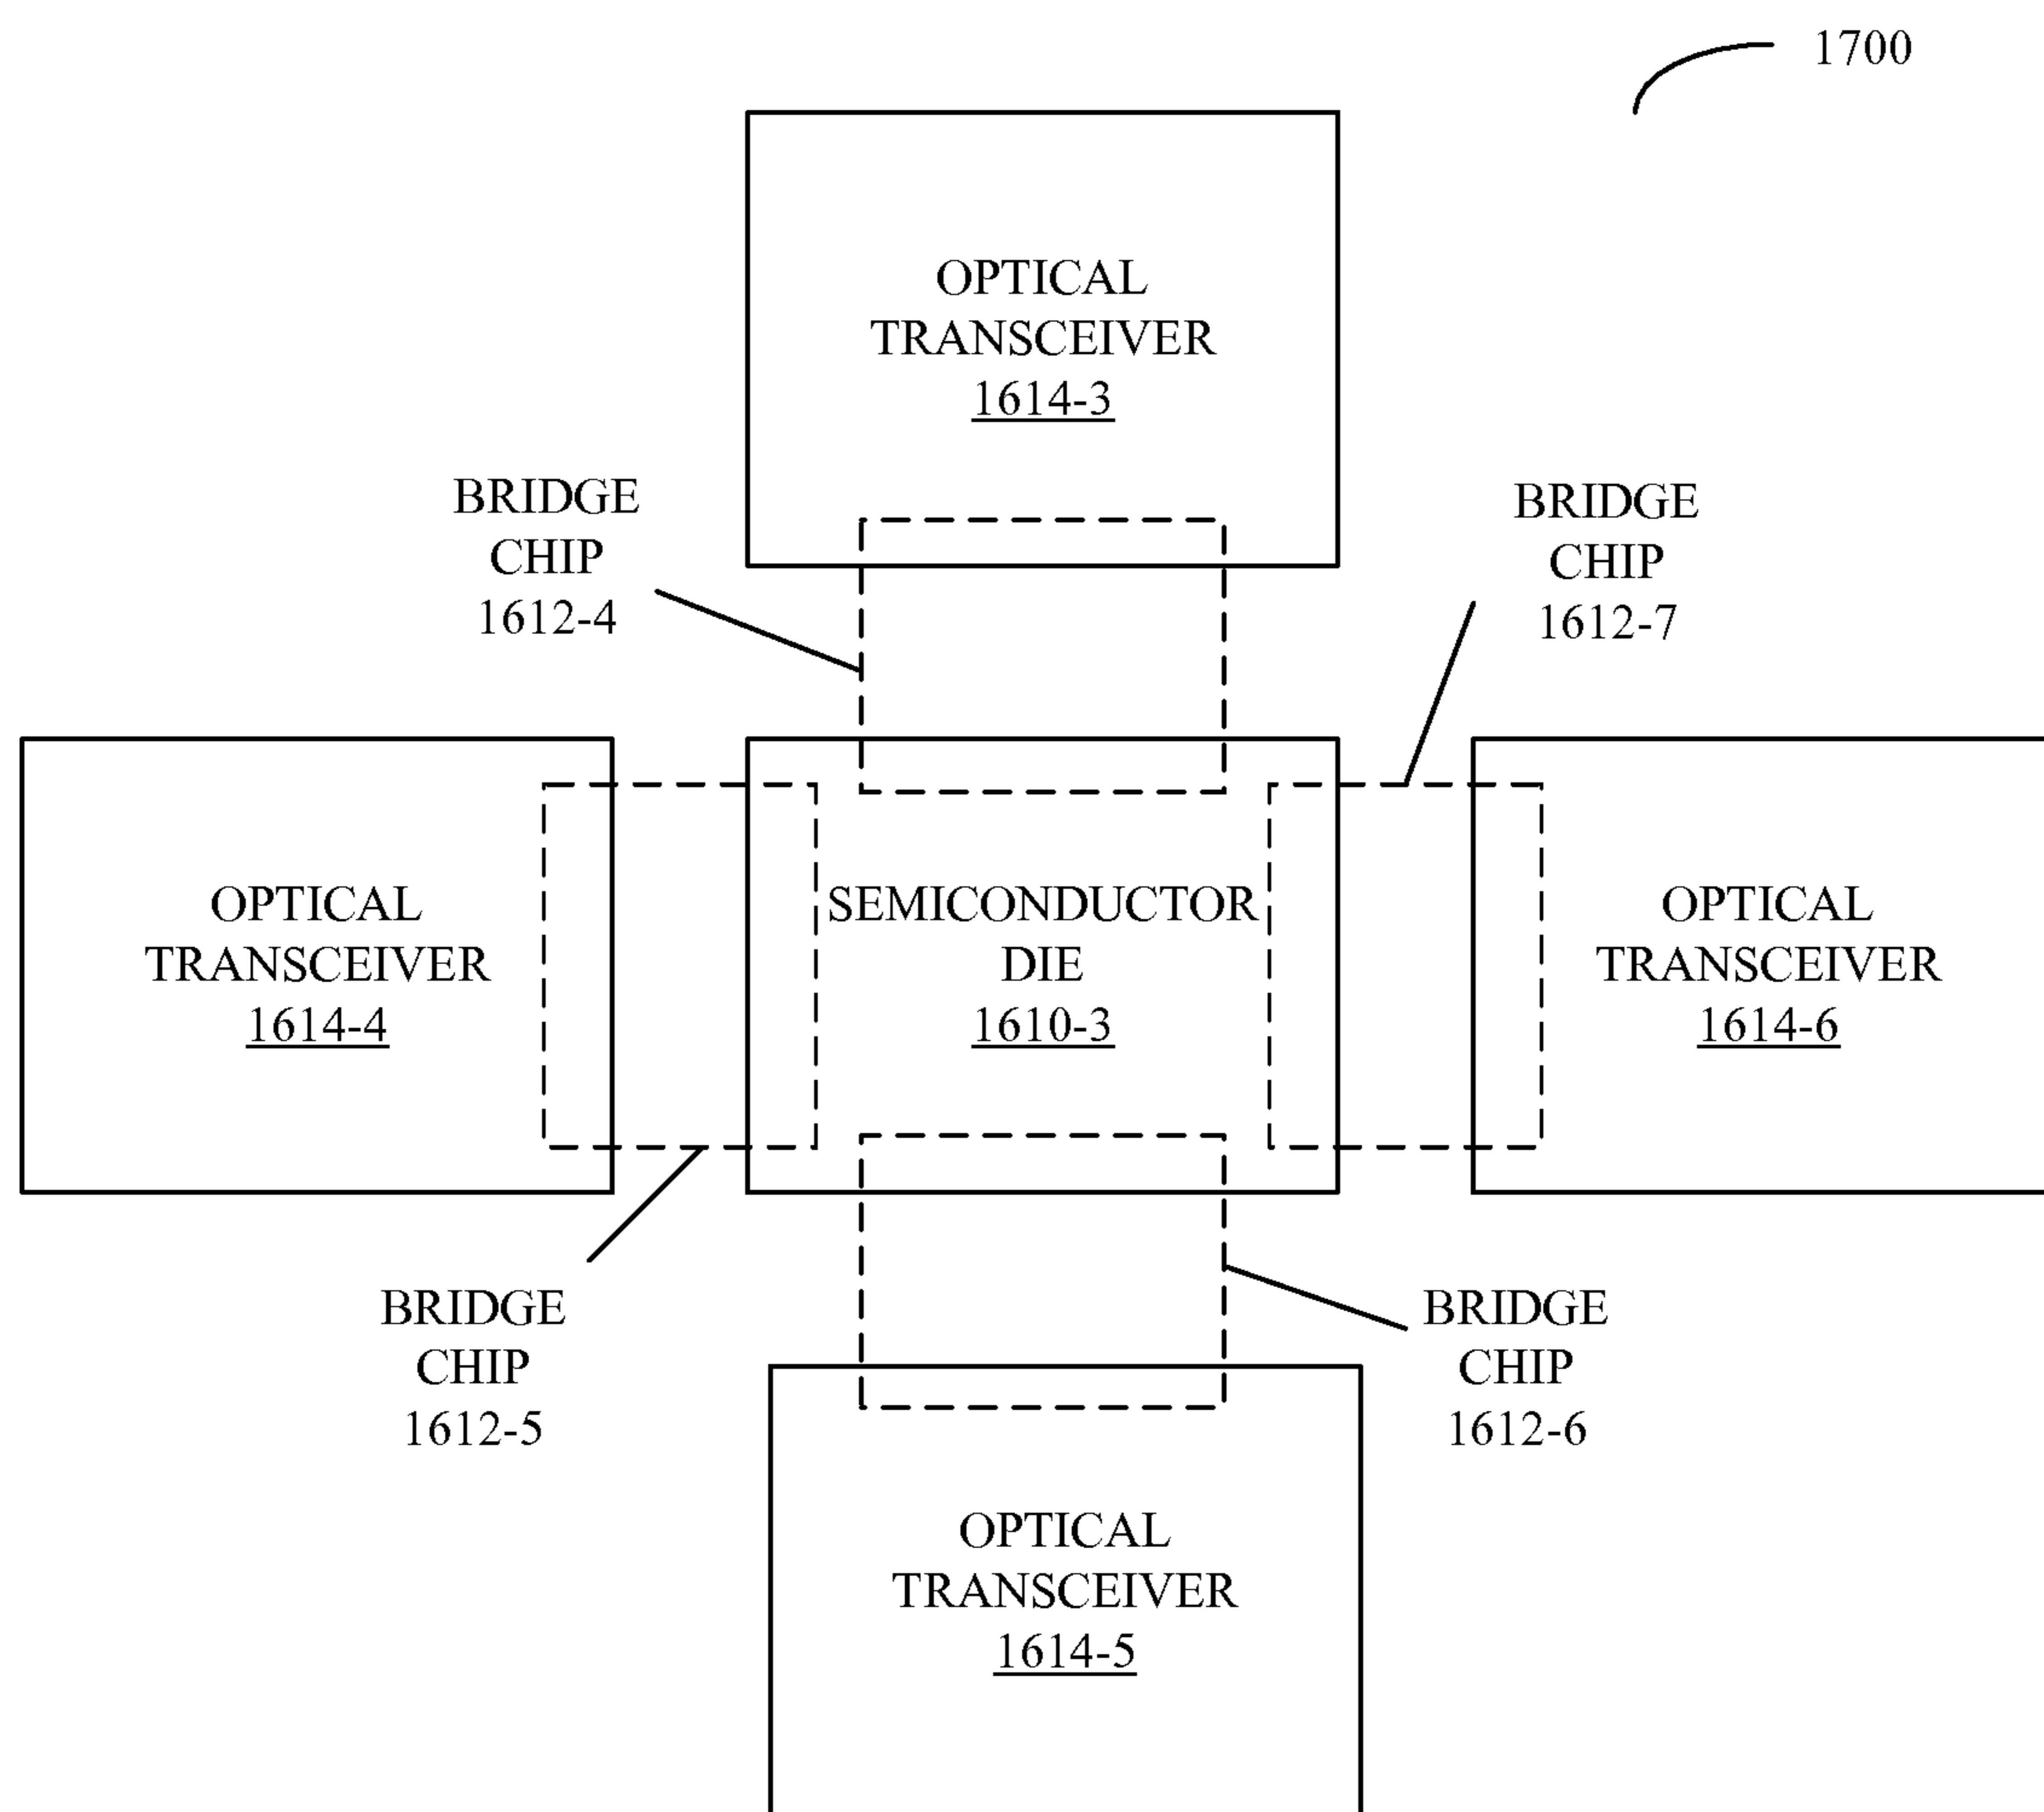 1700
OPTICAL
TRANSCEIVER
1614-3
BRIDGE
CHIP
1612-4
BRIDGE
CHIP
1612-7
OPTICAL
TRANSCEIVER
1614-4
SEMICONDUCTOR
DIE
1610-3
OPTICAL
TRANSCEIVER
1614-6
BRIDGE
CHIP
1612-5
BRIDGE
CHIP
1612-6
OPTICAL
TRANSCEIVER
1614-5